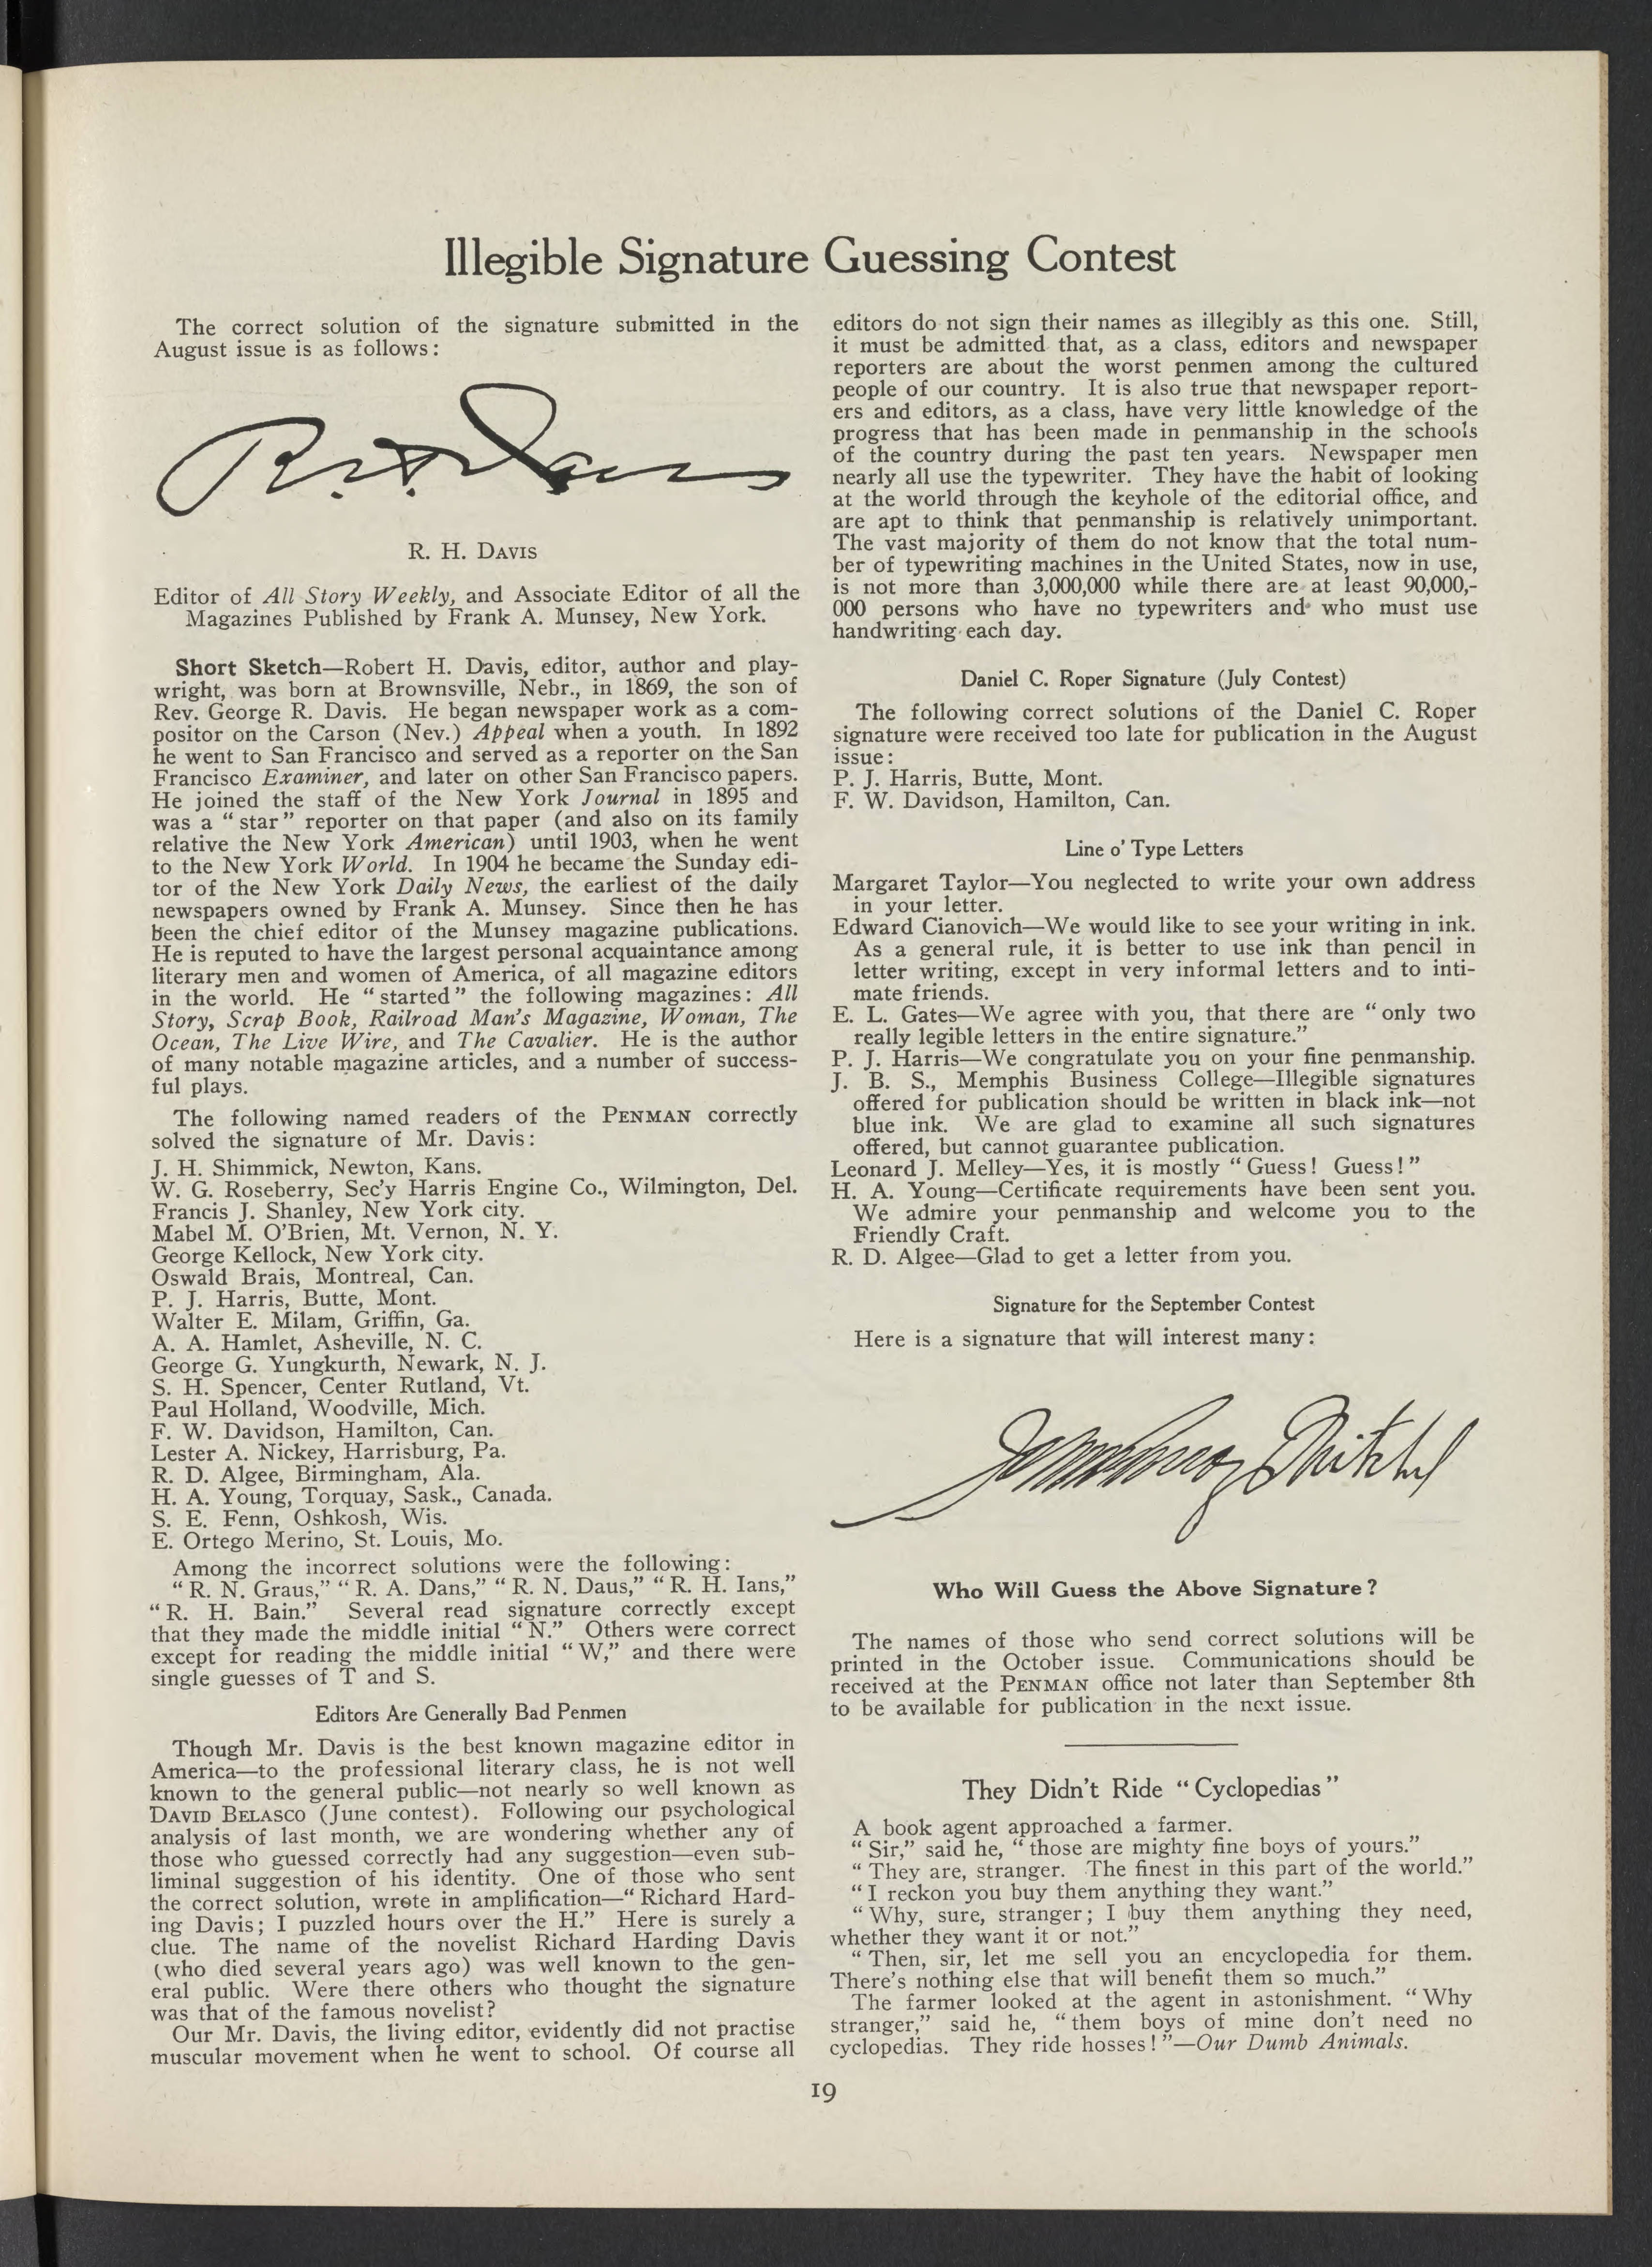 Illegible Signature Guessing Contest
The correct solution of the signature submitted in the
August issue is as follows:
R. H. Davis
R. H. DAVIS
Editor of All Story Weekly, and Associate Editor of all the
Magazines Published by Frank A. Munsey, New York.
Short Sketch—Robert H. Davis, editor, author and play-
wright, was born at Brownsville, Nebr., in 1869, the son of
Rev. George R. Davis. He began newspaper work as a com-
positor on the Carson (Nev.) Appeal when a youth. In 1892
he went to San Francisco and served as a reporter on the San
Francisco Examiner, and later on other San Francisco papers.
He joined the staff of the New York Journal in 1895 and
was a “star” reporter on that paper (and also on its family
relative the New York American) until 1903, when he went
to the New York World. In 1904 he became the Sunday edi-
tor of the New York Daily News, the earliest of the daily
newspapers owned by Frank A. Munsey. Since then he has
been the chief editor of the Munsey magazine publications.
He is reputed to have the largest personal acquaintance among
literary men and women of America, of all magazine editors
in the world. He “started” the following magazines: All
Story, Scrap Book, Railroad Man's Magazine, Woman, The
Ocean, The Live Wire, and The Cavalier. He is the author
of many notable magazine articles, and a number of success-
ful plays.
The following named readers of the PENMAN correctly
solved the signature of Mr. Davis:
J. H. Shimmick, Newton, Kans.
W. G. Roseberry, Sec'y Harris Engine Co., Wilmington, Del.
Francis J. Shanley, New York city.
Mabel M. O'Brien, Mt. Vernon, N. Y.
George Kellock, New York city.
Oswald Brais, Montreal, Can.
P. J. Harris, Butte, Mont.
Walter E. Milam, Griffin, Ga.
A. A. Hamlet, Asheville, N. C.
George G. Yungkurth, Newark, N. J.
S. H. Spencer, Center Rutland, Vt.
Paul Holland, Woodville, Mich.
F. W. Davidson, Hamilton, Can.
Lester A. Nickey, Harrisburg, Pa.
R. D. Algee, Birmingham, Ala.
H. A. Young, Torquay, Sask., Canada.
S. E. Fenn, Oshkosh, Wis.
E. Ortego Merino, St. Louis, Mo.
Among the incorrect solutions were the following:
“R. N. Graus,” “R. A. Dans,” “R. N. Daus,” “R. H. Ians,”
“R. H. Bain.” Several read signature correctly except
that they made the middle initial “N.” Others were correct
except for reading the middle initial “W,” and there were
single guesses of T and S.
Editors Are Generally Bad Penmen
Though Mr. Davis is the best known magazine editor in
America—to the professional literary class, he is not well
known to the general public—not nearly so well known as
DAVID BELASCO (June contest). Following our psychological
analysis of last month, we are wondering whether any of
those who guessed correctly had any suggestion—even sub-
liminal suggestion of his identity. One of those who sent
the correct solution, wrote in amplification—“Richard Hard-
ing Davis; I puzzled hours over the H.” Here is surely a
clue. The name of the novelist Richard Harding Davis
(who died several years ago) was well known to the gen-
eral public. Were there others who thought the signature
was that of the famous novelist?
Our Mr. Davis, the living editor, evidently did not practise
muscular movement when he went to school. Of course all
editors do not sign their names as illegibly as this one. Still,
it must be admitted that, as a class, editors and newspaper
reporters are about the worst penmen among the cultured
people of our country. It is also true that newspaper report-
ers and editors, as a class, have very little knowledge of the
progress that has been made in penmanship in the schools
of the country during the past ten years. Newspaper men
nearly all use the typewriter. They have the habit of looking
at the world through the keyhole of the editorial office, and
are apt to think that penmanship is relatively unimportant.
The vast majority of them do not know that the total num-
ber of typewriting machines in the United States, now in use,
is not more than 3,000,000 while there are at least 90,000,-
000 persons who have no typewriters and who must use
handwriting each day.
Daniel C. Roper Signature (July Contest)
The following correct solutions of the Daniel C. Roper
signature were received too late for publication in the August
issue:
P. J. Harris, Butte, Mont.
F. W. Davidson, Hamilton, Can.
Line o' Type Letters
Margaret Taylor—You neglected to write your own address
in your letter.
Edward Cianovich—We would like to see your writing in ink.
As a general rule, it is better to use ink than pencil in
letter writing, except in very informal letters and to inti-
mate friends.
E. L. Gates—We agree with you, that there are “only two
really legible letters in the entire signature.”
P. J. Harris—We congratulate you on your fine penmanship.
J. B. S., Memphis Business College—Illegible signatures
offered for publication should be written in black ink—not
blue ink. We are glad to examine all such signatures
offered, but cannot guarantee publication.
Leonard J. Melley—Yes, it is mostly “Guess! Guess!”
H. A. Young—Certificate requirements have been sent you.
We admire your penmanship and welcome you to the
Friendly Craft.
R. D. Algee—Glad to get a letter from you.
Signature for the September Contest
Here is a signature that will interest many:
Mitchel
Who Will Guess the Above Signature?
The names of those who send correct solutions will be
printed in the October issue. Communications should be
received at the PENMAN office not later than September 8th
to be available for publication in the next issue.
They Didn't Ride “Cyclopedias”
A book agent approached a farmer.
“Sir,” said he, “those are mighty fine boys of yours.”
“They are, stranger. The finest in this part of the world.”
“I reckon you buy them anything they want.”
“Why, sure, stranger; I buy them anything they need,
whether they want it or not.”
“Then, sir, let me sell you an encyclopedia for them.
There's nothing else that will benefit them so much.”
The farmer looked at the agent in astonishment. “Why
stranger,” said he, “them boys of mine don't need no
cyclopedias. They ride hosses!”—Our Dumb Animals.
19